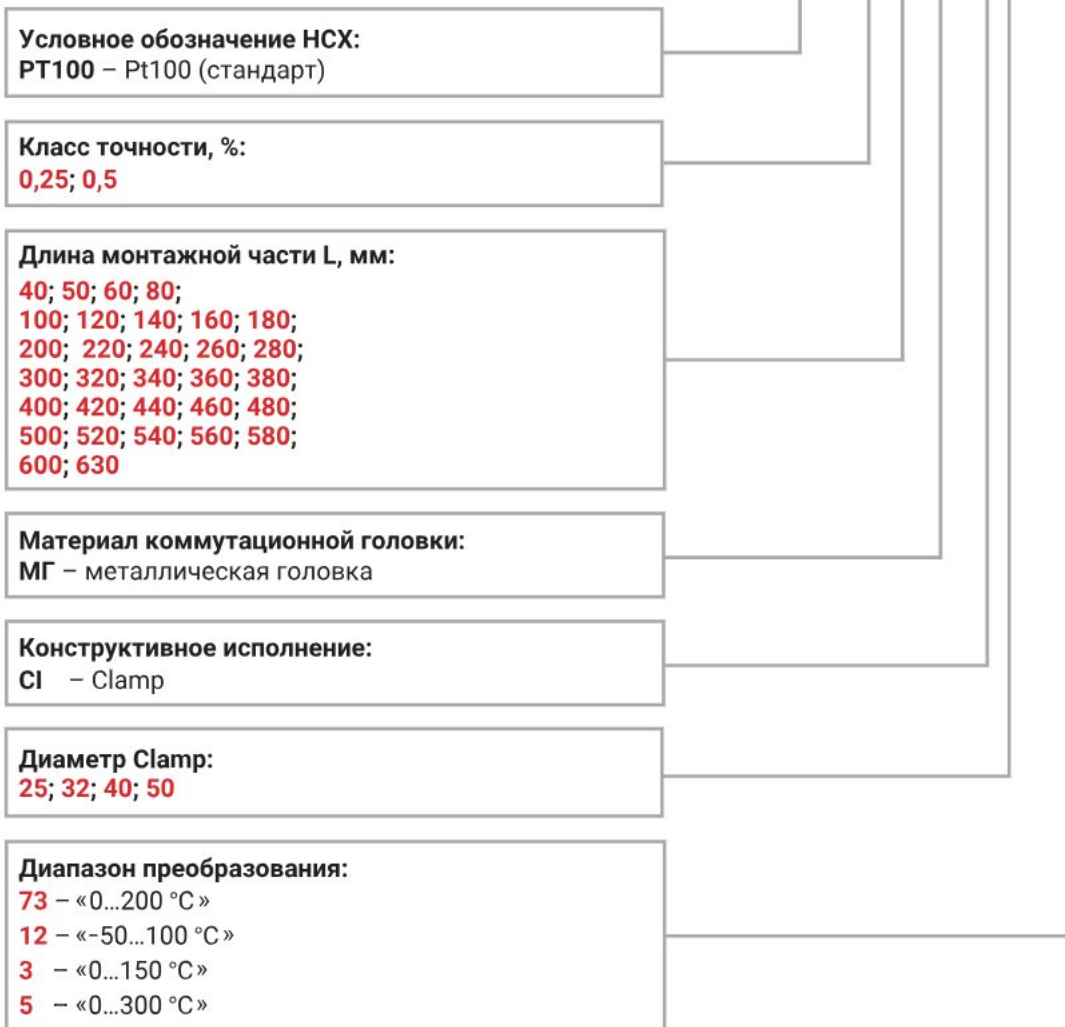 Условное обозначение НСХ:
PT100 – Pt100 (стандарт)
Класс точности, %:
0,25; 0,5
Длина монтажной части L, мм:
40; 50; 60; 80;
100; 120; 140; 160; 180;
200; 220; 240; 260; 280;
300; 320; 340; 360; 380;
400; 420; 440; 460; 480;
500; 520; 540; 560; 580;
600; 630
Материал коммутационной головки:
МГ – металлическая головка
Конструктивное исполнение:
Cl – Clamp
Диаметр Clamp:
25; 32; 40; 50
Диапазон преобразования:
73 – «0...200 °C»
12 – «-50...100 °C»
3 – «0...150 °C»
5 – «0...300 °C»